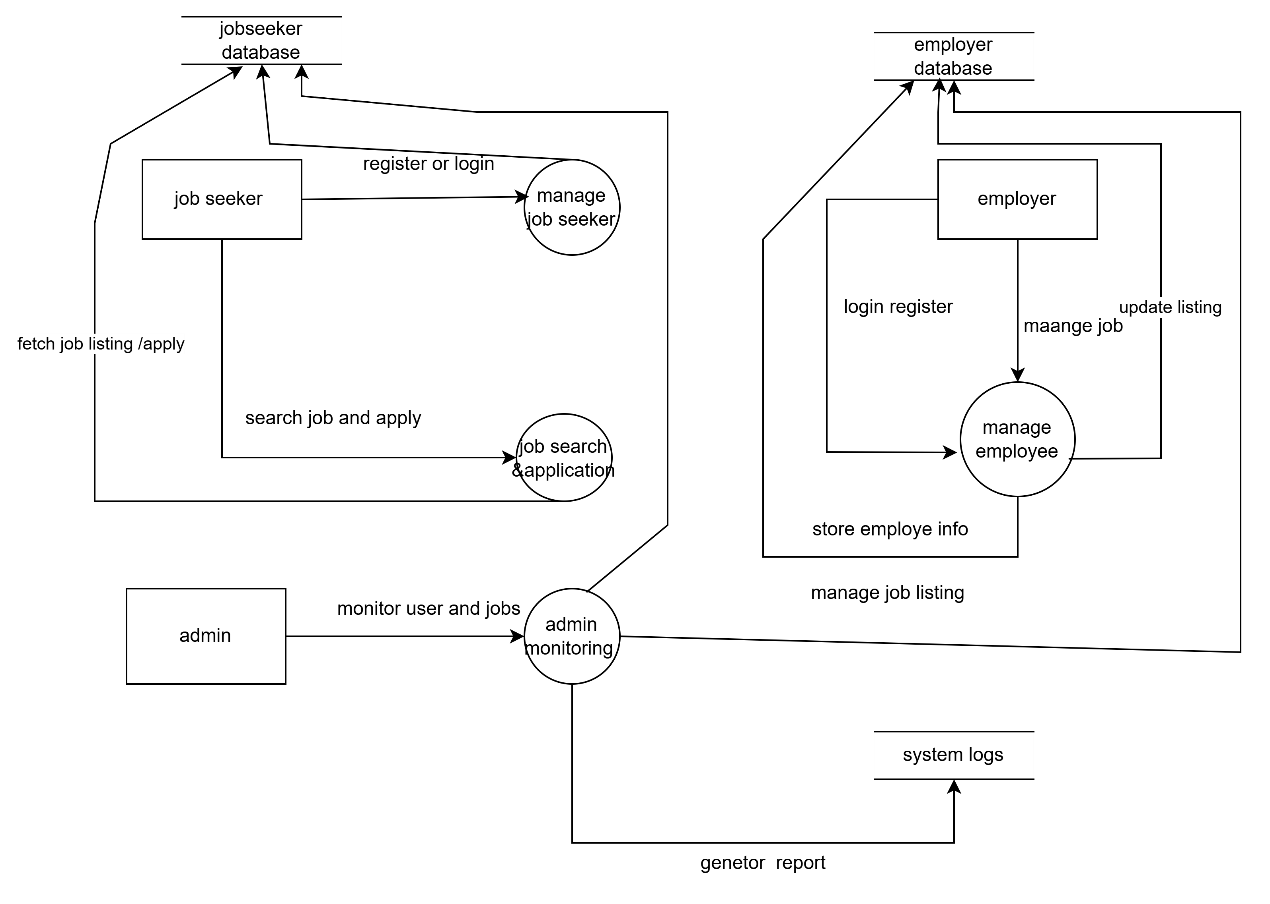 jobseeker
database
employer
database
register or login
job seeker
manage
job seeker
employer
login register
maange job
update listing
fetch job listing /apply
search job and apply
job search
&application
manage
employee
store employe info
manage job listing
monitor user and jobs
admin
admin
monitoring
system logs
genetor  report